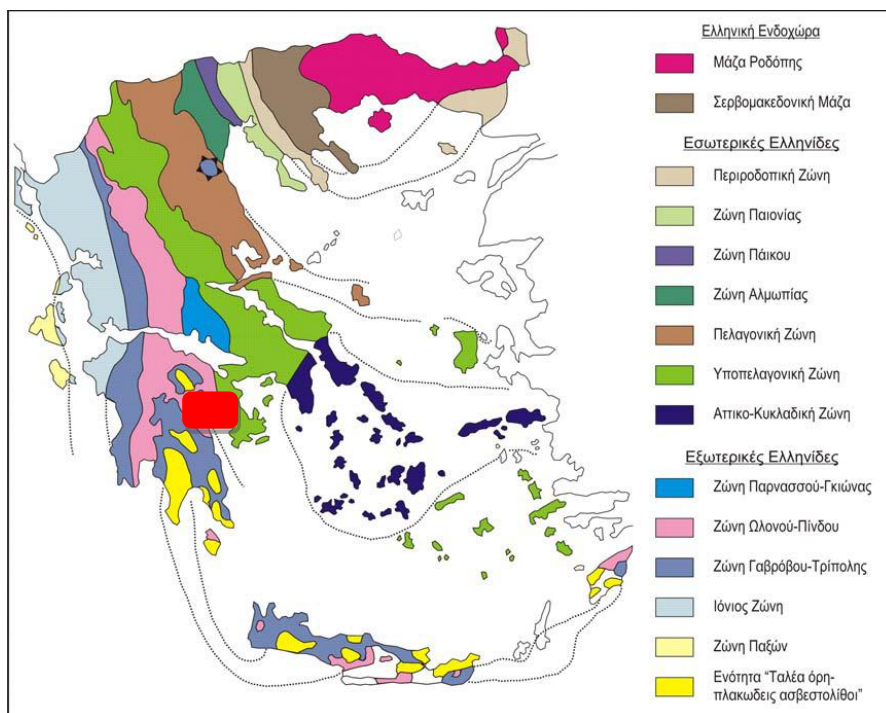 Ελληνική Ενδοχώρα
Μάζα Ροδόπης
Σερβομακεδονική Μάζα
Εσωτερικές Ελληνίδες
Περιροδοπική Ζώνη
Ζώνη Παιονίας
Ζώνη Πάικου
Ζώνη Αλμωπίας
Πελαγονική Ζώνη
Υποπελαγονική Ζώνη
Αττικο-Κυκλαδική Ζώνη
Εξωτερικές Ελληνίδες
Ζώνη Παρνασσού-Γκιώνας
Ζώνη Ωλονού-Πίνδου
Ζώνη Γαβρόβου-Τρίπολης
Ιόνιος Ζώνη
Ζώνη Παξών
Ενότητα “Ταλέα όρη-
πλακωδεις ασβεστολίθοι”